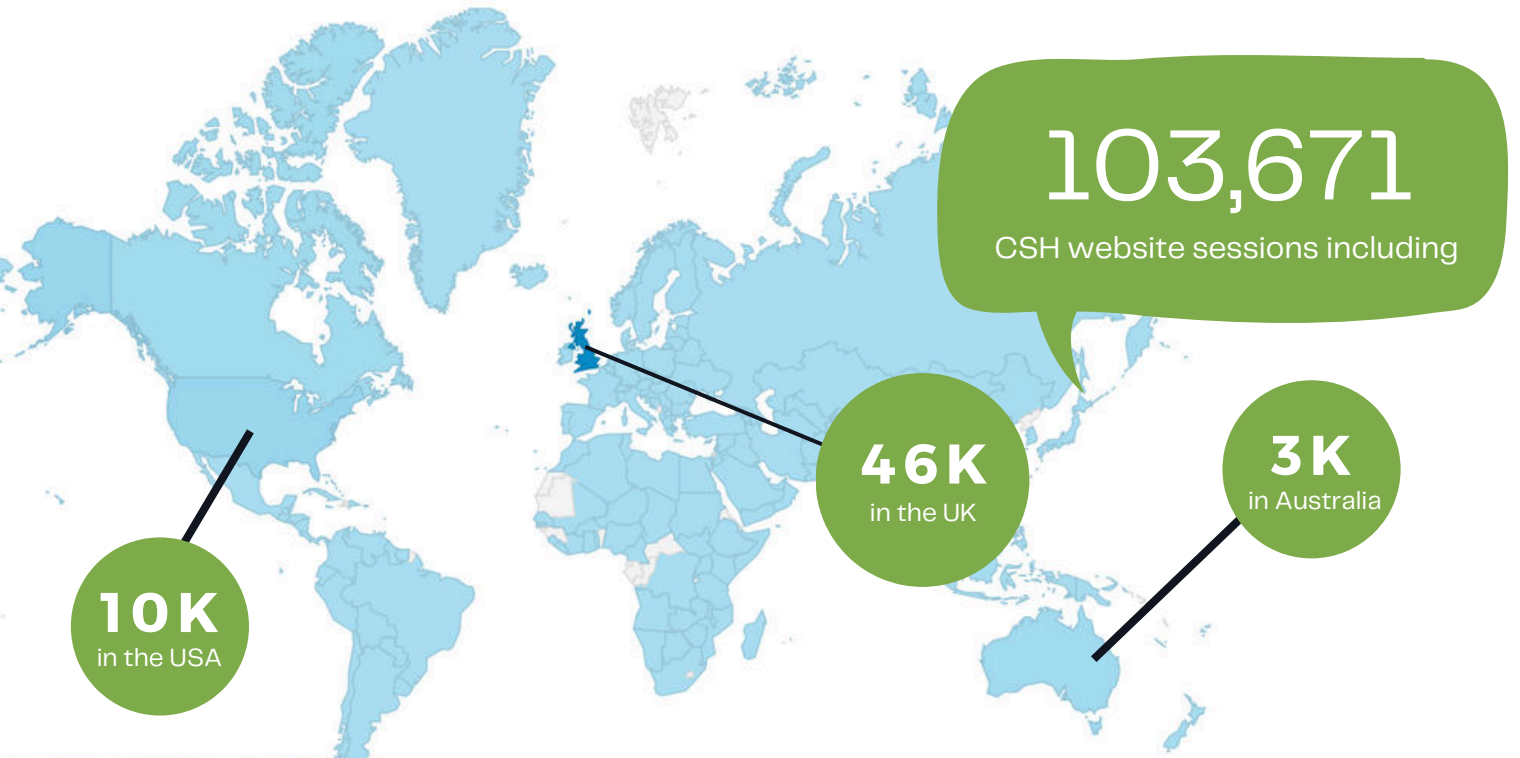 103,671
CSH website sessions including
46K
in the UK
3K
in Australia
10K
in the USA